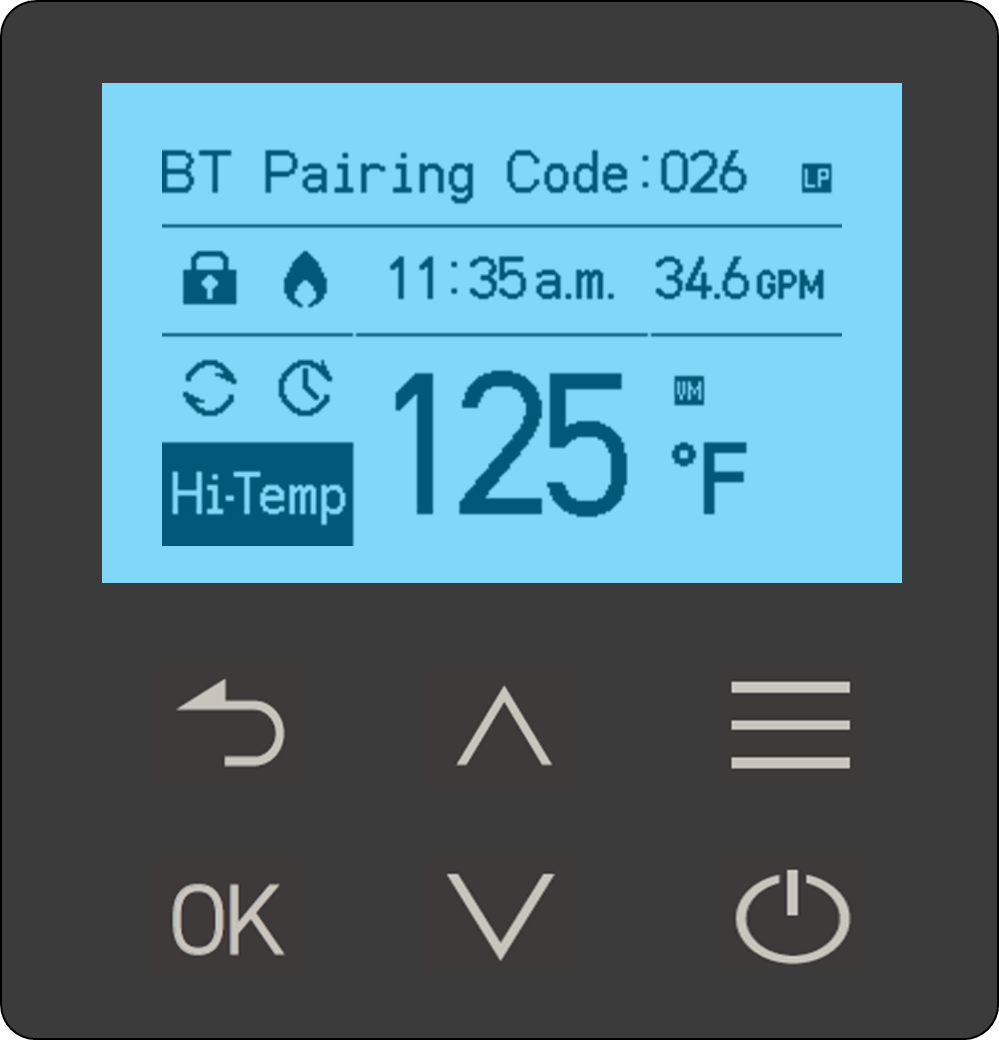 BT Pairing Code:026 LP
11:35a.m. 34.6GPM
125 VM
°F
Hi-Temp
OK